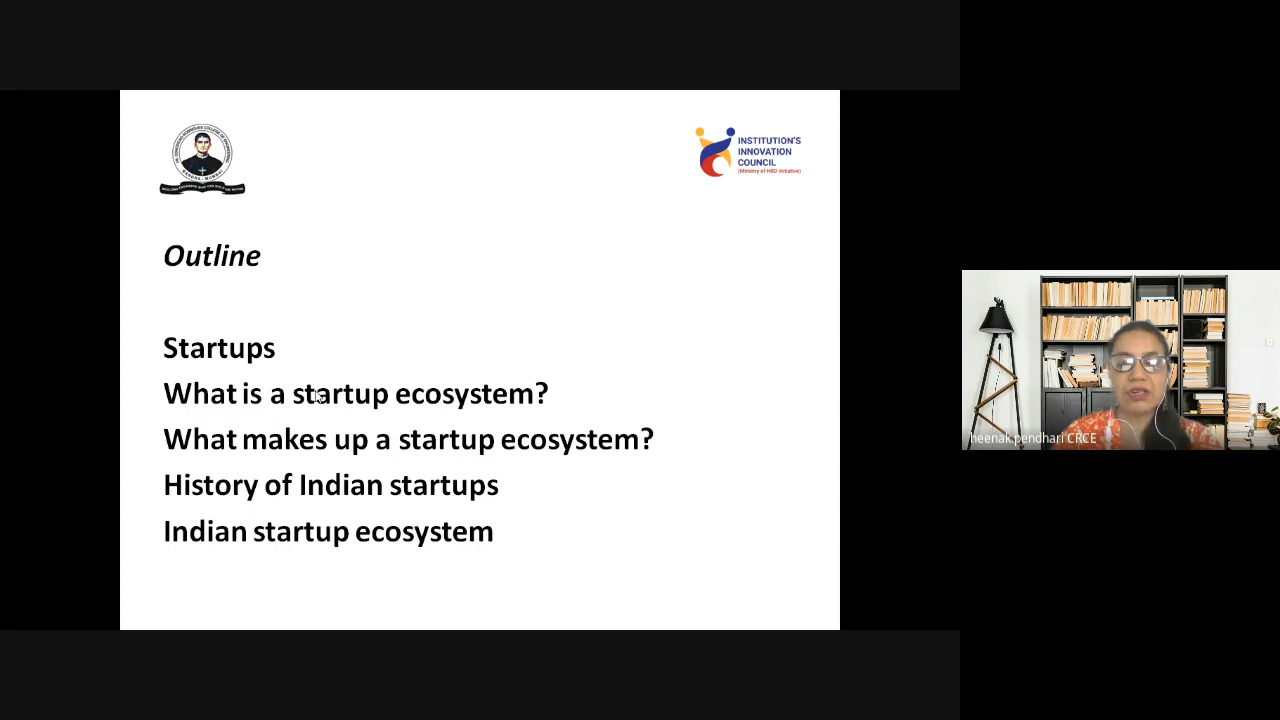 INSTITUTION'S
INNOVATION
COUNCIL
(Ministry of HRD Initiative)
Outline
Startups
What is a startup ecosystem?
What makes up a startup ecosystem?
History of Indian startups
Indian startup ecosystem
heenak.pendhari CRCE